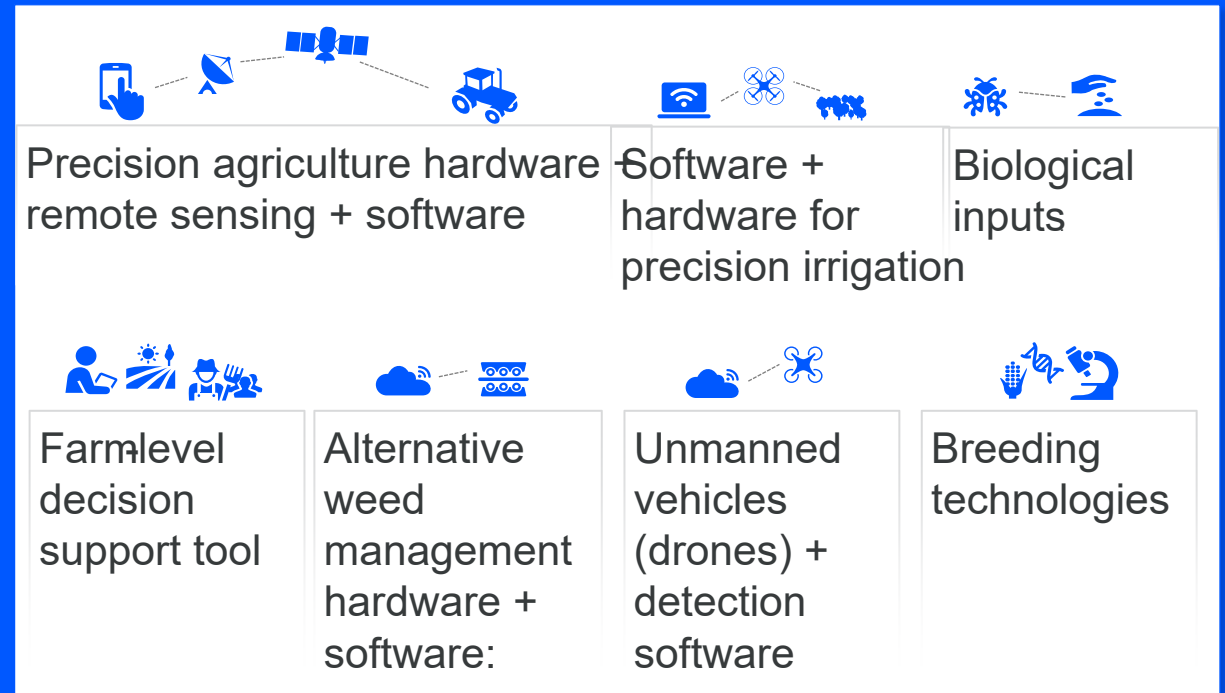 Precision agriculture hardware +
remote sensing + software
Software +
hardware for
precision irrigation
Biological
inputs
Farm-level
decision
support tool
Alternative
weed
management
hardware +
software:
Unmanned
vehicles
(drones) +
detection
software
Breeding
technologies